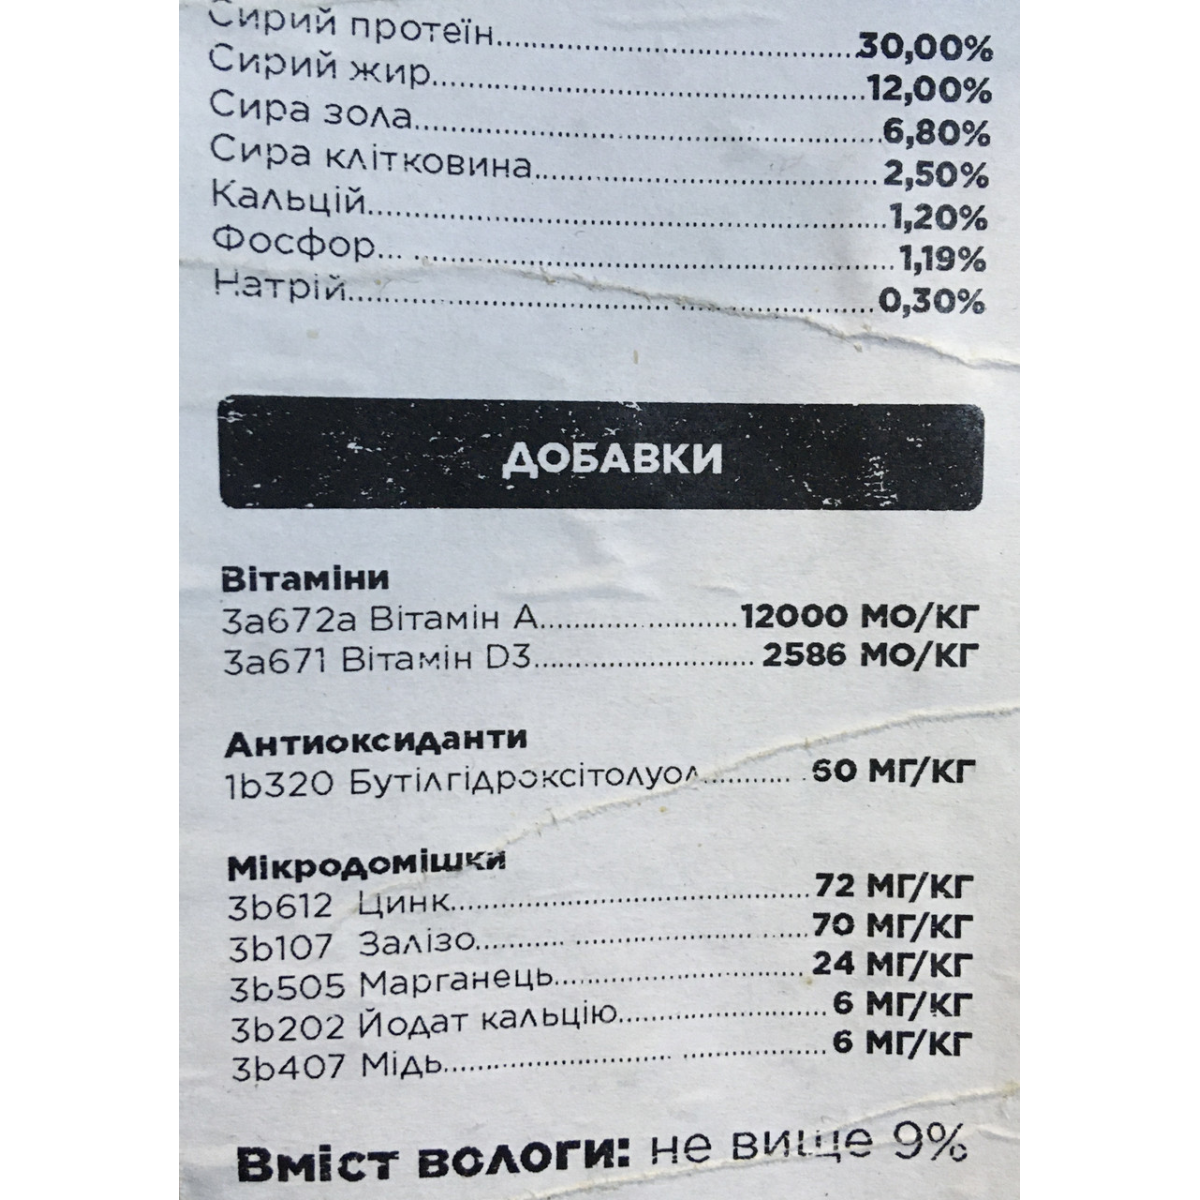 Сирий протеїн 30,00%
Сирий жир 12,00%
Сира зола 6,80%
Сира клітковина 2,50%
Кальцій 1,20%
Фосфор 1,19%
Натрій 0,30%
ДОБАВКИ
Вітаміни
3а672а Вітамін А 12000 МО/КГ
3а671 Вітамін D3 2586 МО/КГ
Антиоксиданти
1b320 Бутілгідроксітолуол 60 МГ/КГ
Мікродомішки
3b612 Цинк 72 МГ/КГ
3b107 Залізо 70 МГ/КГ
3b505 Марганець 24 МГ/КГ
3b202 Йодат кальцію 6 МГ/КГ
3b407 Мідь 6 МГ/КГ
Вміст вологи: не вище 9%